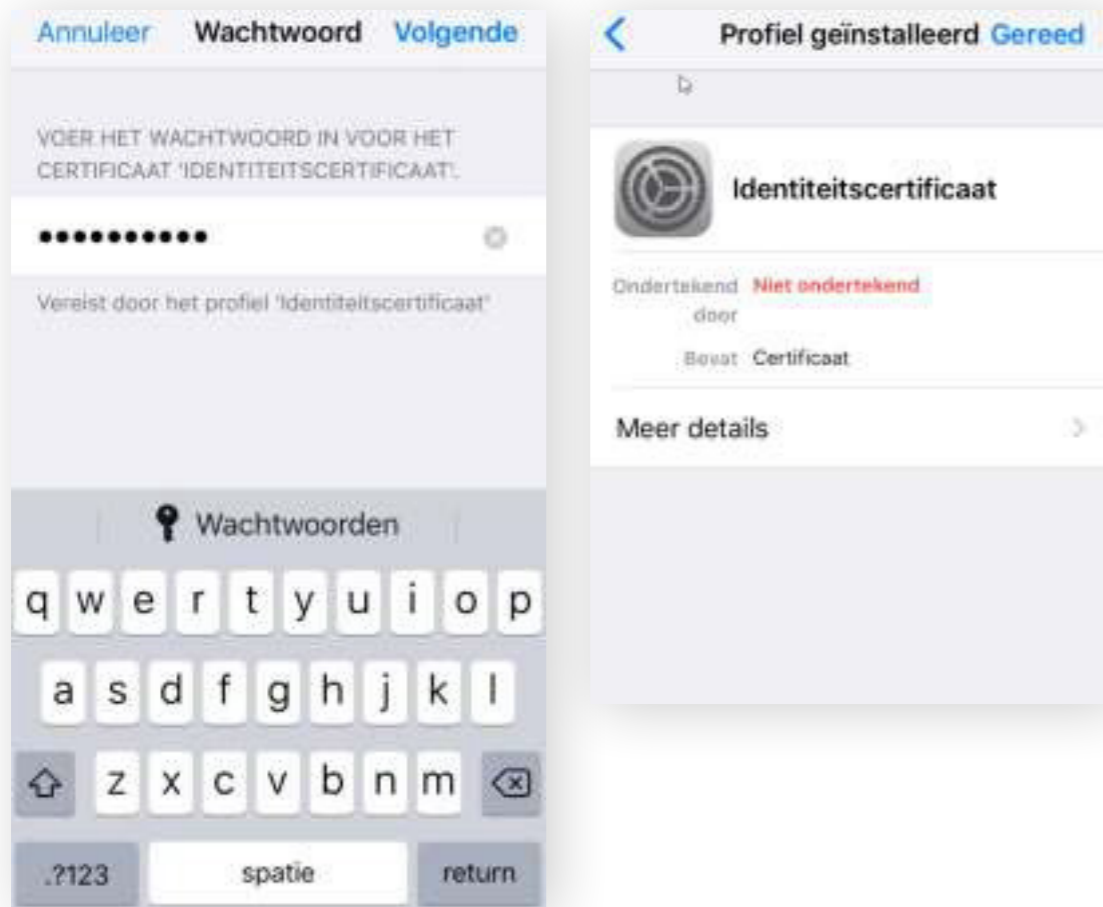 Annuleer Wachtwoord Volgende
VOER HET WACHTWOORD IN VOOR HET
CERTIFICAAT 'IDENTITEITSCERTIFICAAT'.
••••••••••
Vereist door het profiel 'Identiteitscertificaat'
Wachtwoorden
q w e r t y u i o p
a s d f g h j k l
z x c v b n m
.?123 spatie return
Profiel geïnstalleerd Gereed
Identiteitscertificaat
Ondertekend Niet ondertekend
door
Bevat Certificaat
Meer details